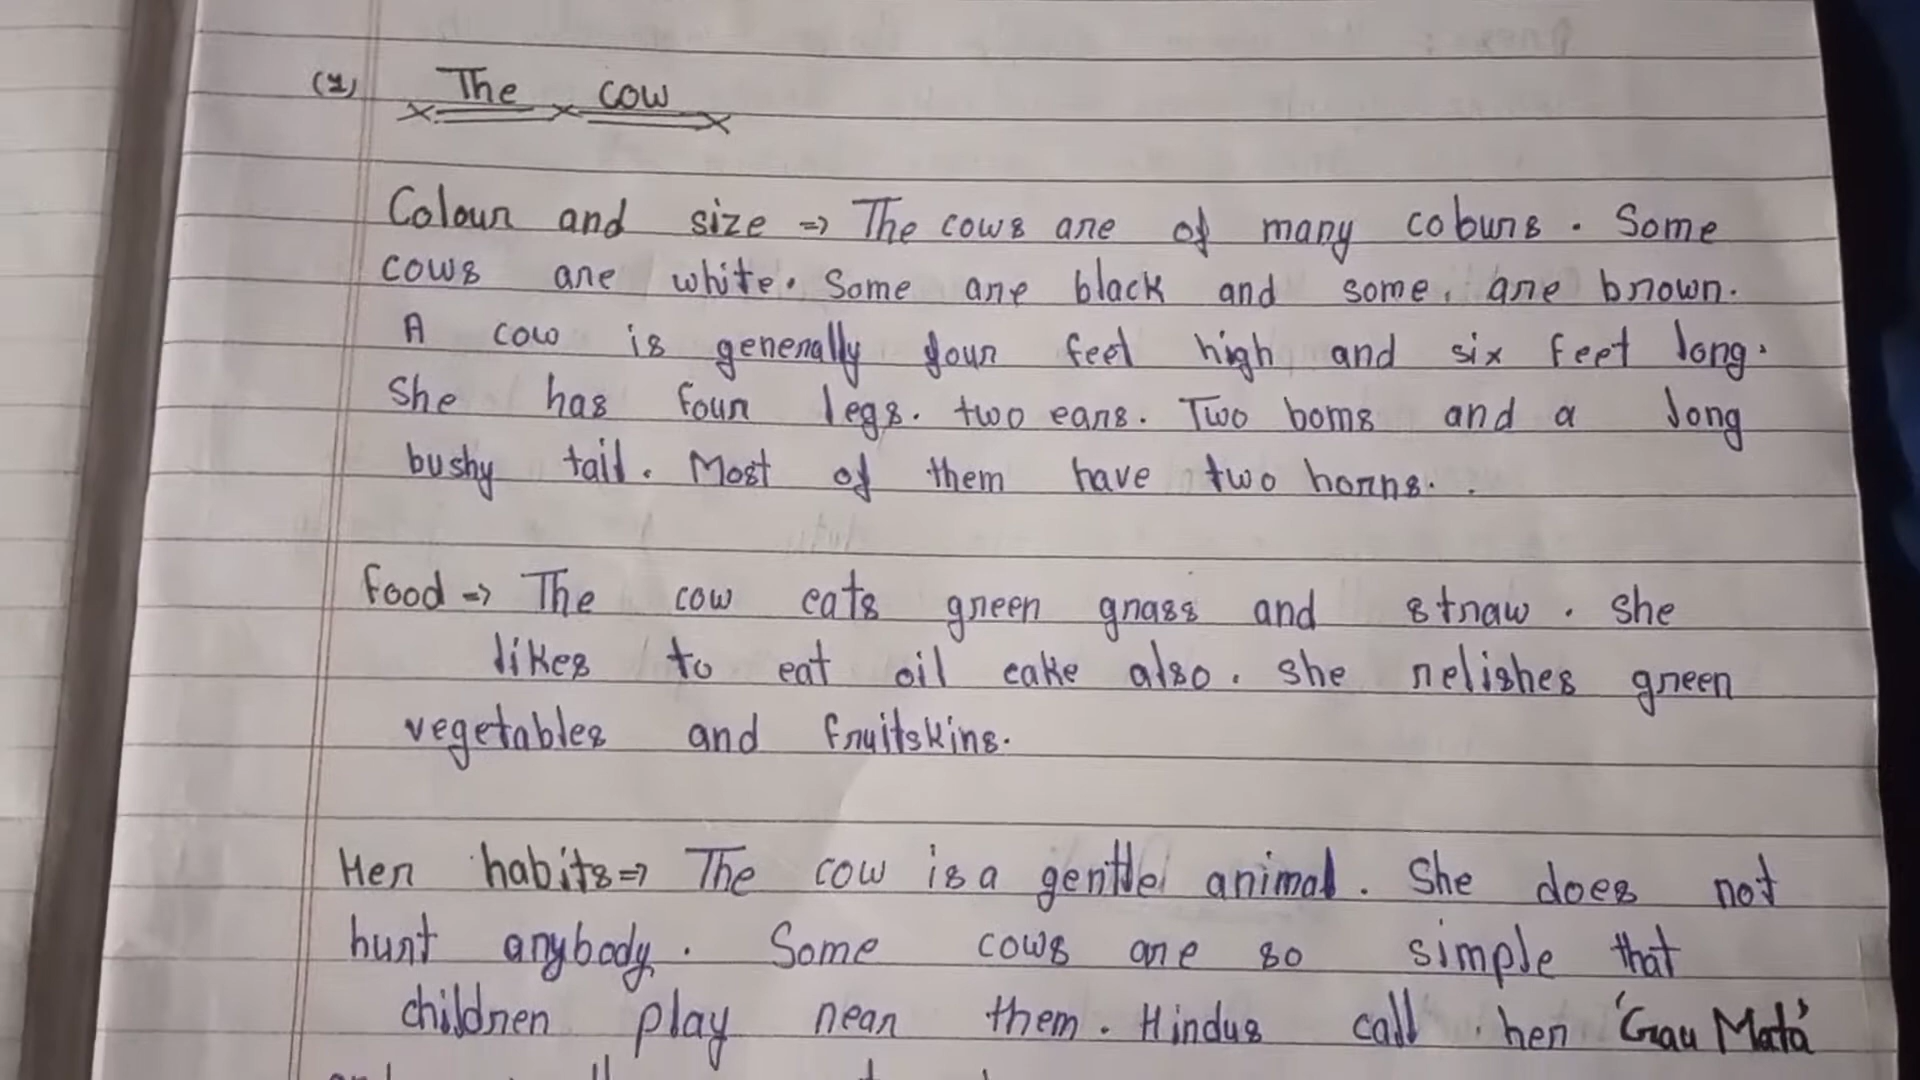 (1) The cow
Colour and size => The cows are of many colours. Some
cows are white. Some are black and some are brown.
A cow is generally four feet high and six feet long.
She has four legs. two ears. Two boms and a long
bushy tail. Most of them have two horns.
Food => The cow eats green grass and straw. She
likes to eat oil cake also. She relishes green
vegetables and fruitskins.
Her habits => The cow is a gentle animal. She does not
hurt anybody. Some cows are so simple that
children play near them. Hindus call her 'Gau Mata'